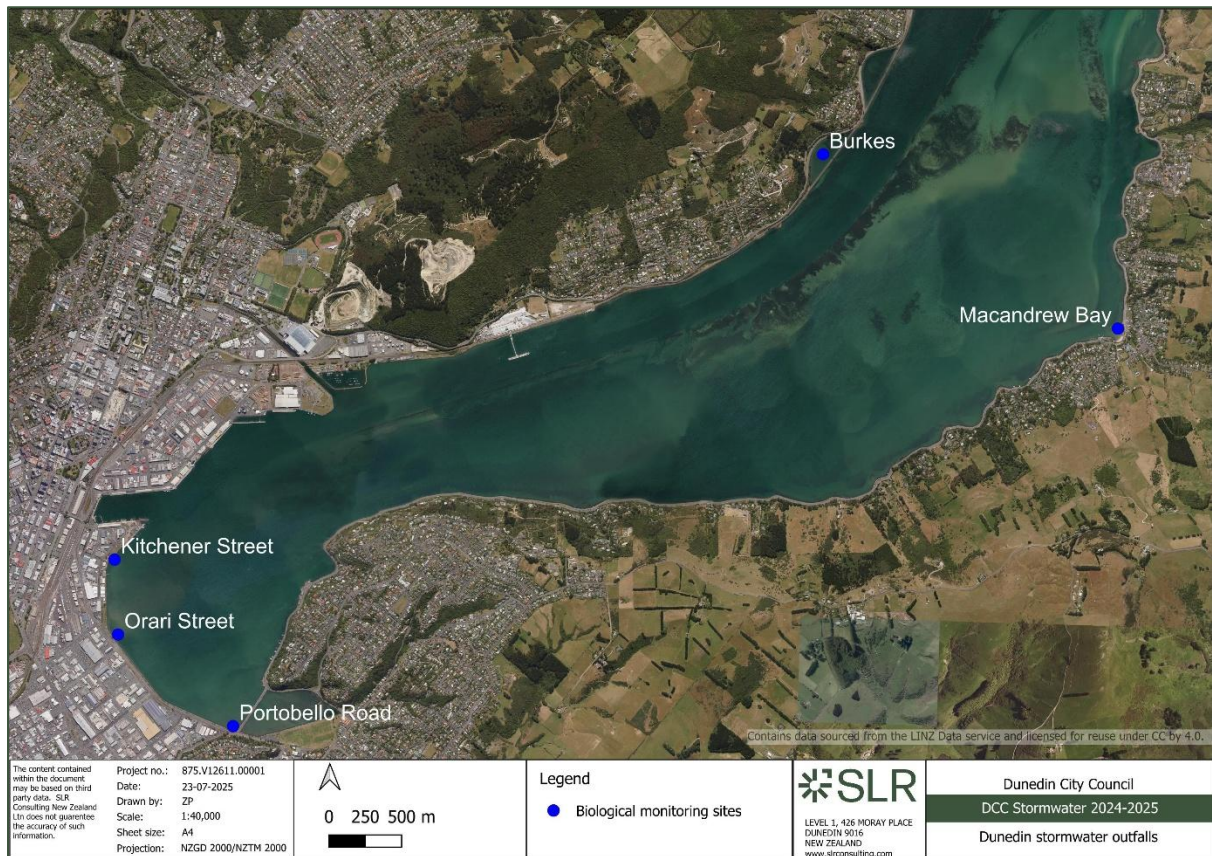 Burkes
Macandrew Bay
Kitchener Street
Orari Street
Portobello Road
Contains data sourced from the LINZ Data service and licensed for reuse under CC by 4.0.
The content contained
within the document
may be based on third
party data. SLR
Consulting New Zealand
Ltn does not guarentee
the accuracy of such
information.
Project no.: 875.V12611.00001
Date: 23-07-2025
Drawn by: ZP
Scale: 1:40,000
Sheet size: A4
Projection: NZGD 2000/NZTM 2000
0 250 500 m
Legend
Biological monitoring sites
SLR
LEVEL 1, 426 MORAY PLACE
DUNEDIN 9016
NEW ZEALAND
www.slrconsulting.com
Dunedin City Council
DCC Stormwater 2024-2025
Dunedin stormwater outfalls